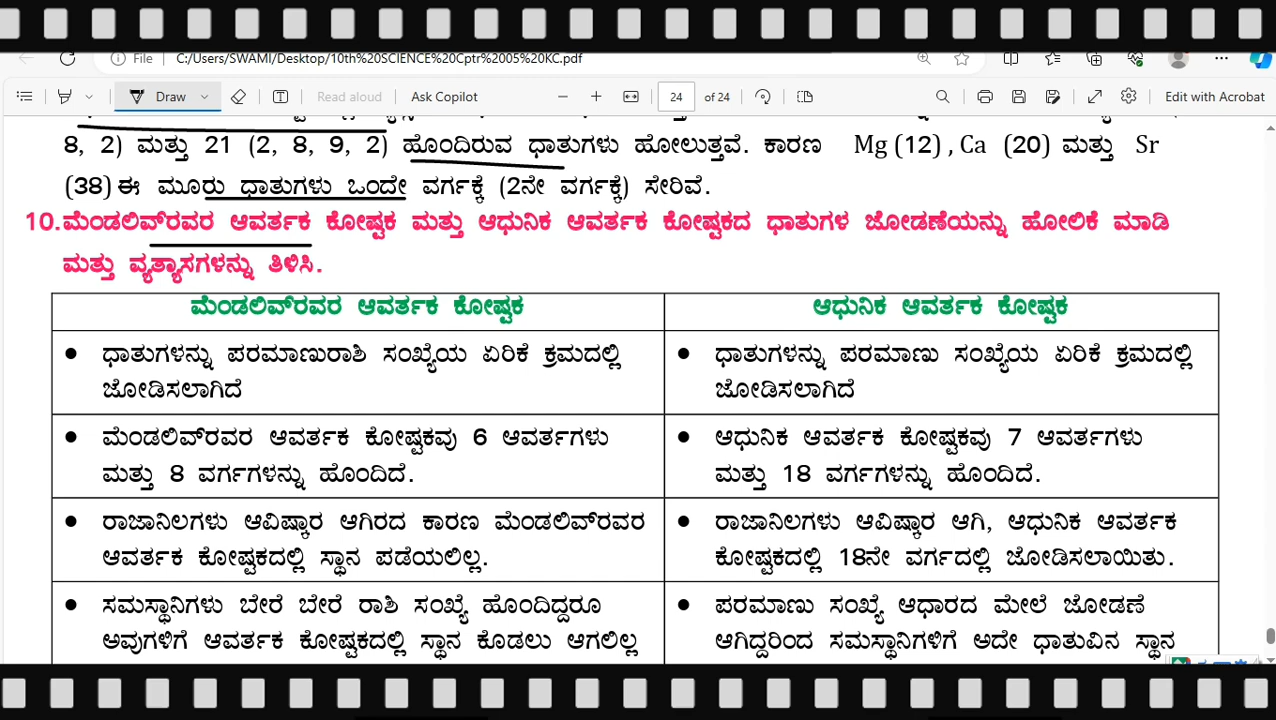 File C:/Users/SWAMI/Desktop/10th%20SCIENCE%20Cptr%2005%20KC.pdf
Draw Read aloud Ask Copilot 24 of 24 Edit with Acrobat
8, 2) ಮತ್ತು 21 (2, 8, 9, 2) ಹೊಂದಿರುವ ಧಾತುಗಳು ಹೋಲುತ್ತವೆ. ಕಾರಣ Mg (12) , Ca (20) ಮತ್ತು Sr
(38) ಈ ಮೂರು ಧಾತುಗಳು ಒಂದೇ ವರ್ಗಕ್ಕೆ (2ನೇ ವರ್ಗಕ್ಕೆ) ಸೇರಿವೆ.
10. ಮೆಂಡಲಿವ್‌ರವರ ಆವರ್ತಕ ಕೋಷ್ಟಕ ಮತ್ತು ಆಧುನಿಕ ಆವರ್ತಕ ಕೋಷ್ಟಕದ ಧಾತುಗಳ ಜೋಡಣೆಯನ್ನು ಹೋಲಿಕೆ ಮಾಡಿ
ಮತ್ತು ವ್ಯತ್ಯಾಸಗಳನ್ನು ತಿಳಿಸಿ.
ಮೆಂಡಲಿವ್‌ರವರ ಆವರ್ತಕ ಕೋಷ್ಟಕ
ಆಧುನಿಕ ಆವರ್ತಕ ಕೋಷ್ಟಕ
• ಧಾತುಗಳನ್ನು ಪರಮಾಣುರಾಶಿ ಸಂಖ್ಯೆಯ ಏರಿಕೆ ಕ್ರಮದಲ್ಲಿ
ಜೋಡಿಸಲಾಗಿದೆ
• ಧಾತುಗಳನ್ನು ಪರಮಾಣು ಸಂಖ್ಯೆಯ ಏರಿಕೆ ಕ್ರಮದಲ್ಲಿ
ಜೋಡಿಸಲಾಗಿದೆ
• ಮೆಂಡಲಿವ್‌ರವರ ಆವರ್ತಕ ಕೋಷ್ಟಕವು 6 ಆವರ್ತಗಳು
ಮತ್ತು 8 ವರ್ಗಗಳನ್ನು ಹೊಂದಿದೆ.
• ಆಧುನಿಕ ಆವರ್ತಕ ಕೋಷ್ಟಕವು 7 ಆವರ್ತಗಳು
ಮತ್ತು 18 ವರ್ಗಗಳನ್ನು ಹೊಂದಿದೆ.
• ರಾಜಾನಿಲಗಳು ಆವಿಷ್ಕಾರ ಆಗಿರದ ಕಾರಣ ಮೆಂಡಲಿವ್‌ರವರ
ಆವರ್ತಕ ಕೋಷ್ಟಕದಲ್ಲಿ ಸ್ಥಾನ ಪಡೆಯಲಿಲ್ಲ.
• ರಾಜಾನಿಲಗಳು ಆವಿಷ್ಕಾರ ಆಗಿ, ಆಧುನಿಕ ಆವರ್ತಕ
ಕೋಷ್ಟಕದಲ್ಲಿ 18ನೇ ವರ್ಗದಲ್ಲಿ ಜೋಡಿಸಲಾಯಿತು.
• ಸಮಸ್ಥಾನಿಗಳು ಬೇರೆ ಬೇರೆ ರಾಶಿ ಸಂಖ್ಯೆ ಹೊಂದಿದ್ದರೂ
ಅವುಗಳಿಗೆ ಆವರ್ತಕ ಕೋಷ್ಟಕದಲ್ಲಿ ಸ್ಥಾನ ಕೊಡಲು ಆಗಲಿಲ್ಲ
• ಪರಮಾಣು ಸಂಖ್ಯೆ ಆಧಾರದ ಮೇಲೆ ಜೋಡಣೆ
ಆಗಿದ್ದರಿಂದ ಸಮಸ್ಥಾನಿಗಳಿಗೆ ಅದೇ ಧಾತುವಿನ ಸ್ಥಾನ